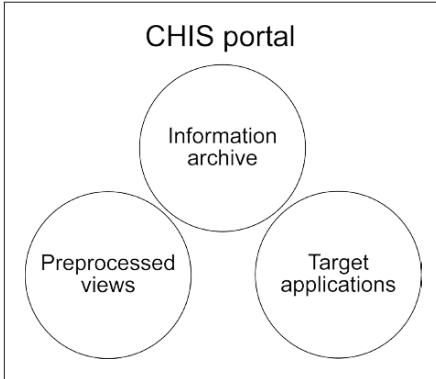 CHIS portal
Information
archive
Preprocessed
views
Target
applications